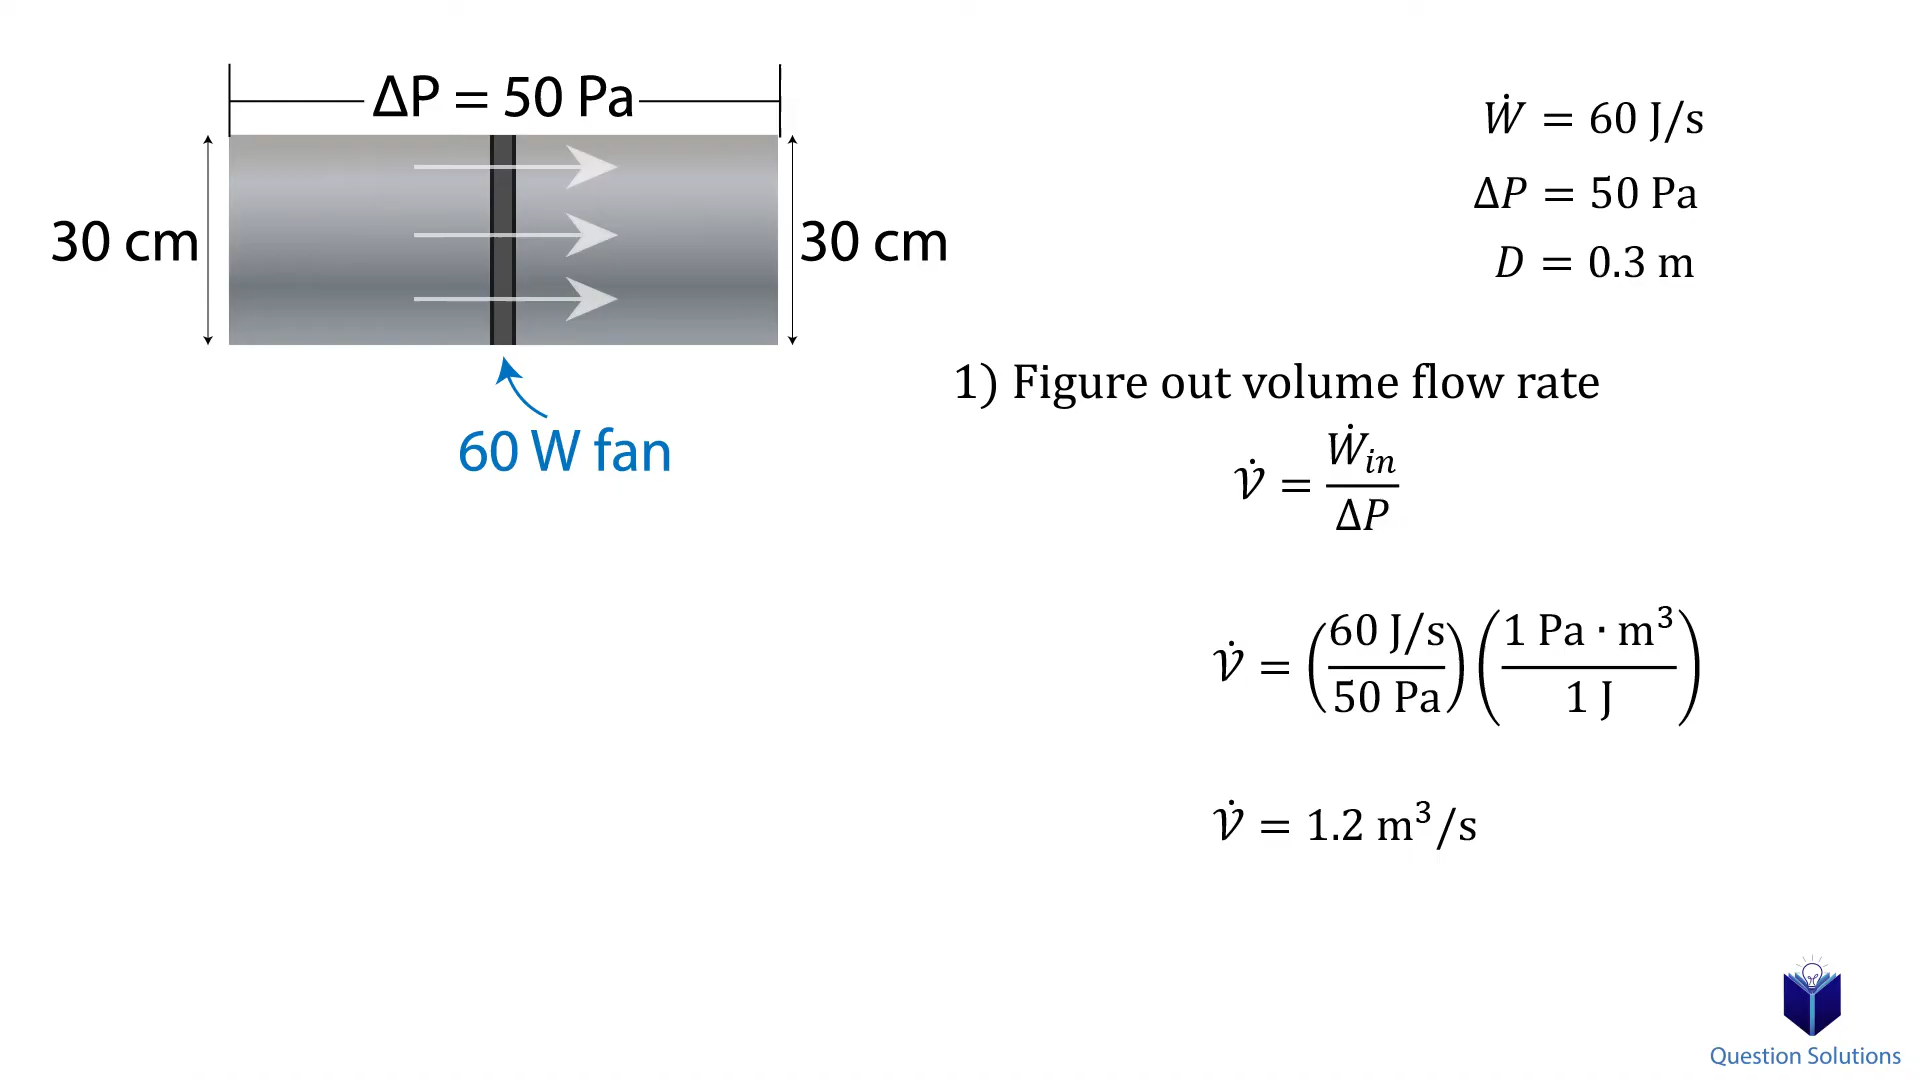 ΔP = 50 Pa
30 cm
30 cm
60 W fan
Ẇ = 60 J/s
ΔP = 50 Pa
D = 0.3 m
1) Figure out volume flow rate
𝒱̇ = Ẇin / ΔP
𝒱̇ = (60 J/s / 50 Pa) (1 Pa · m³ / 1 J)
𝒱̇ = 1.2 m³/s
Question Solutions